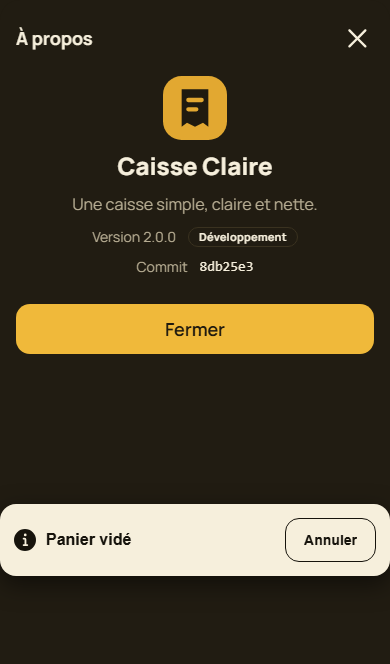 À propos
Caisse Claire
Une caisse simple, claire et nette.
Version 2.0.0 Développement
Commit 8db25e3
Fermer
Panier vidé Annuler